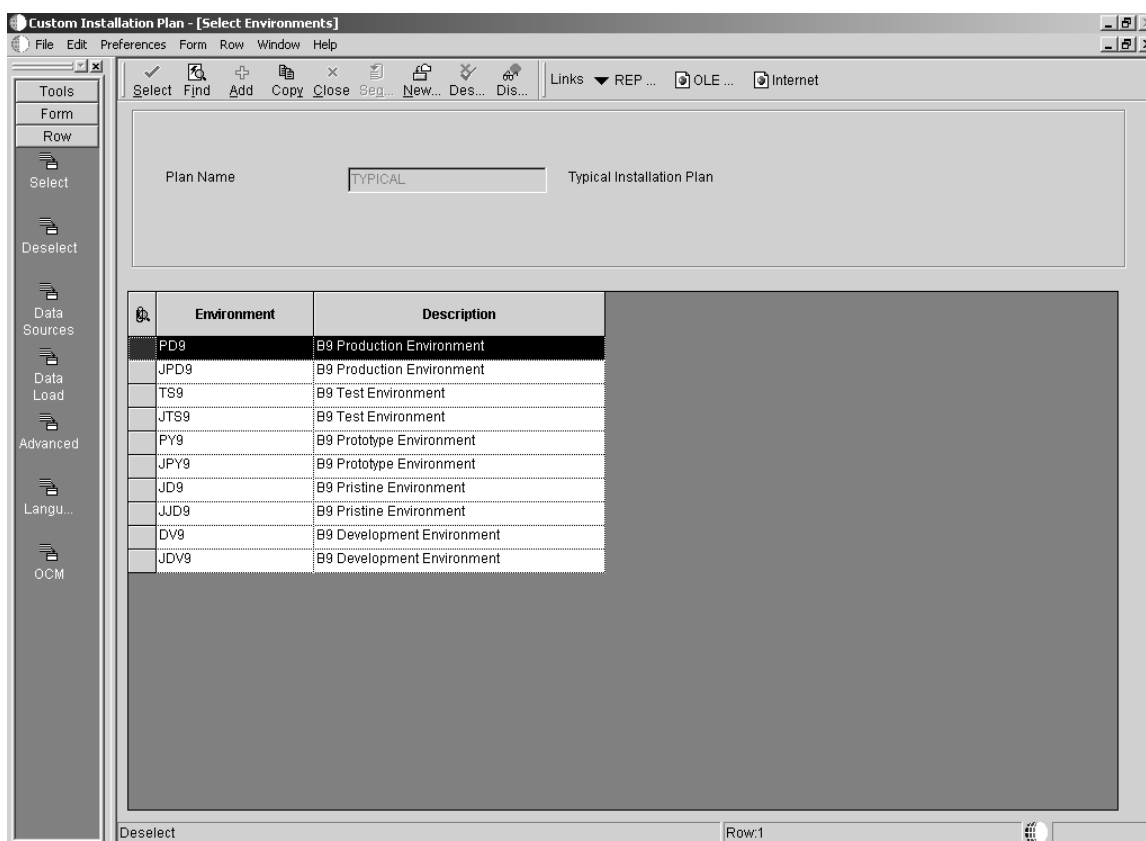 Custom Installation Plan - [Select Environments]
File Edit Preferences Form Row Window Help
Tools
Form
Row
Select
Deselect
Data
Sources
Data
Load
Advanced
Langu...
OCM
Select Find Add Copy Close Seq... New... Des... Dis... Links REP ... OLE ... Internet
Plan Name TYPICAL Typical Installation Plan
Environment Description
PD9 B9 Production Environment
JPD9 B9 Production Environment
TS9 B9 Test Environment
JTS9 B9 Test Environment
PY9 B9 Prototype Environment
JPY9 B9 Prototype Environment
JD9 B9 Pristine Environment
JJD9 B9 Pristine Environment
DV9 B9 Development Environment
JDV9 B9 Development Environment
Deselect Row:1